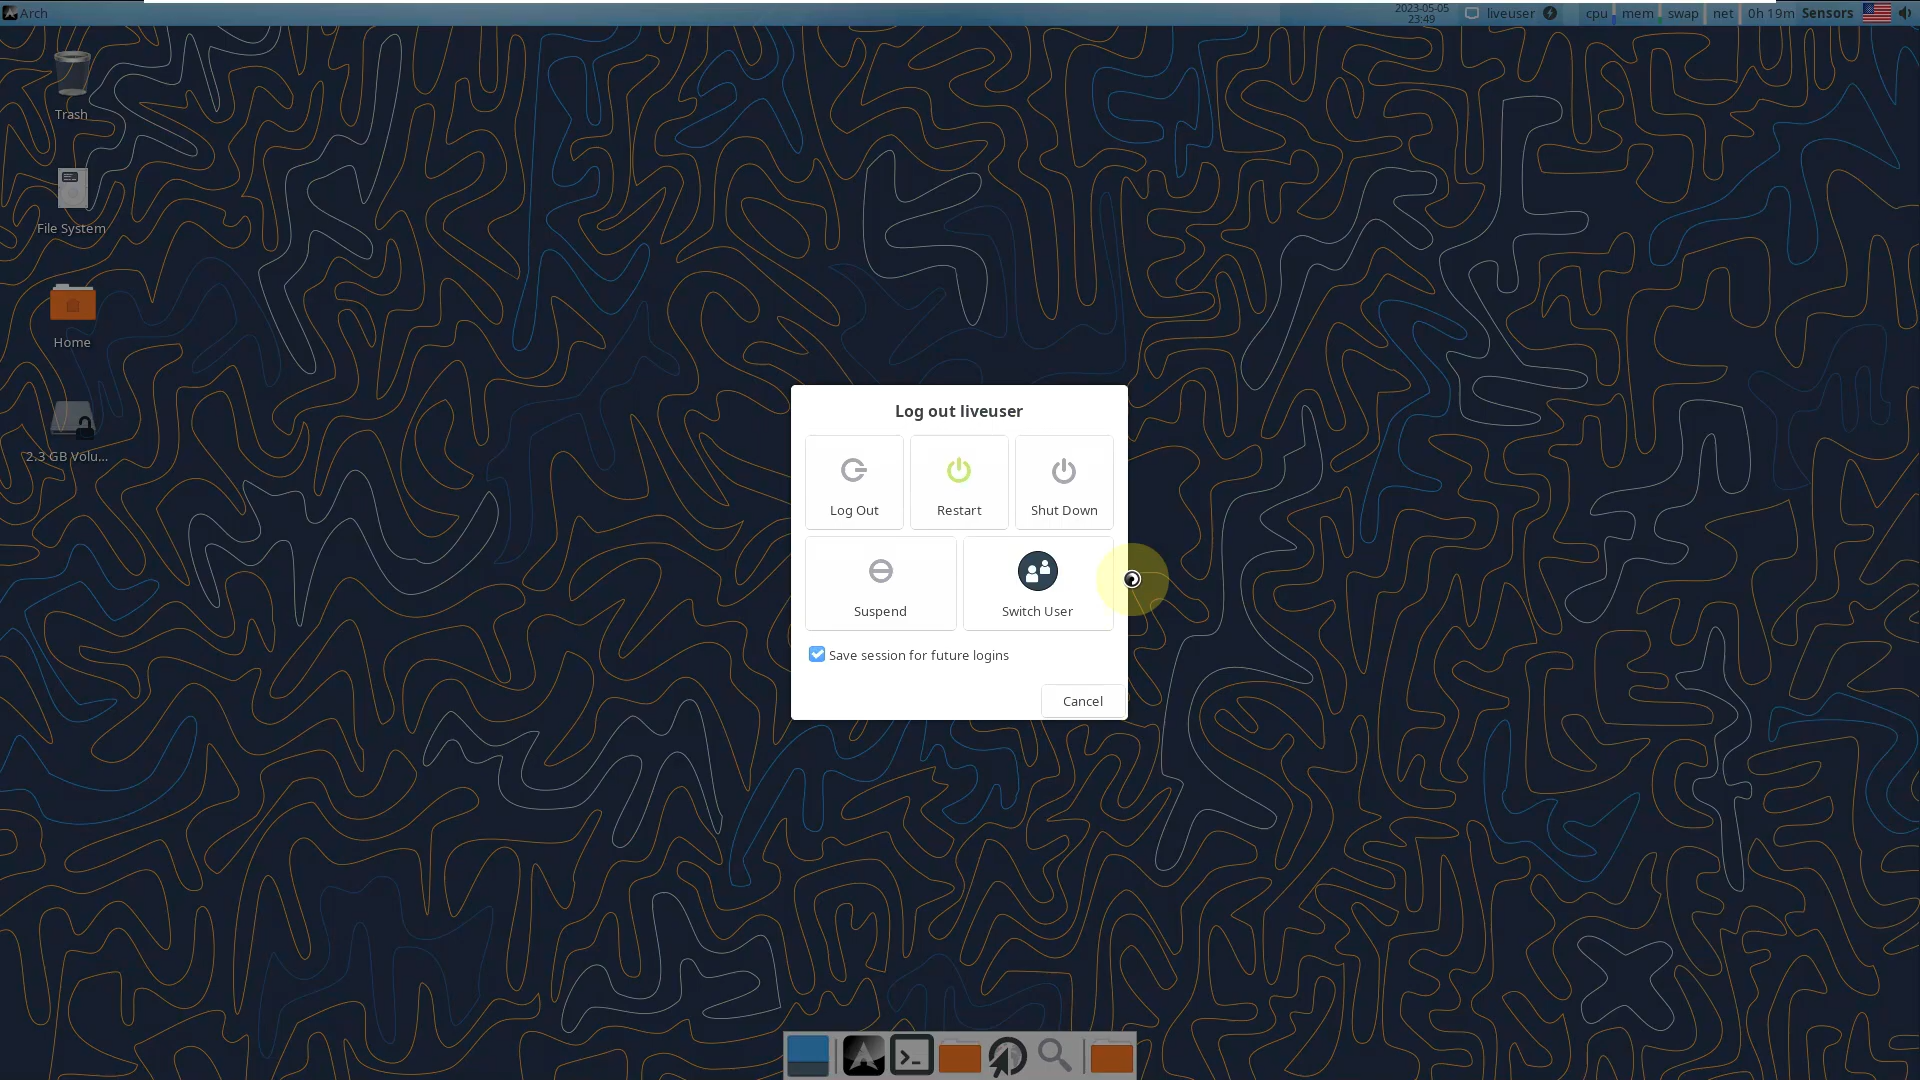 Arch
2023-05-05
23:49
liveuser
cpu mem swap net 0h 19m Sensors
Trash
File System
Home
2.3 GB Volu...
Log out liveuser
Log Out Restart Shut Down
Suspend Switch User
Save session for future logins
Cancel